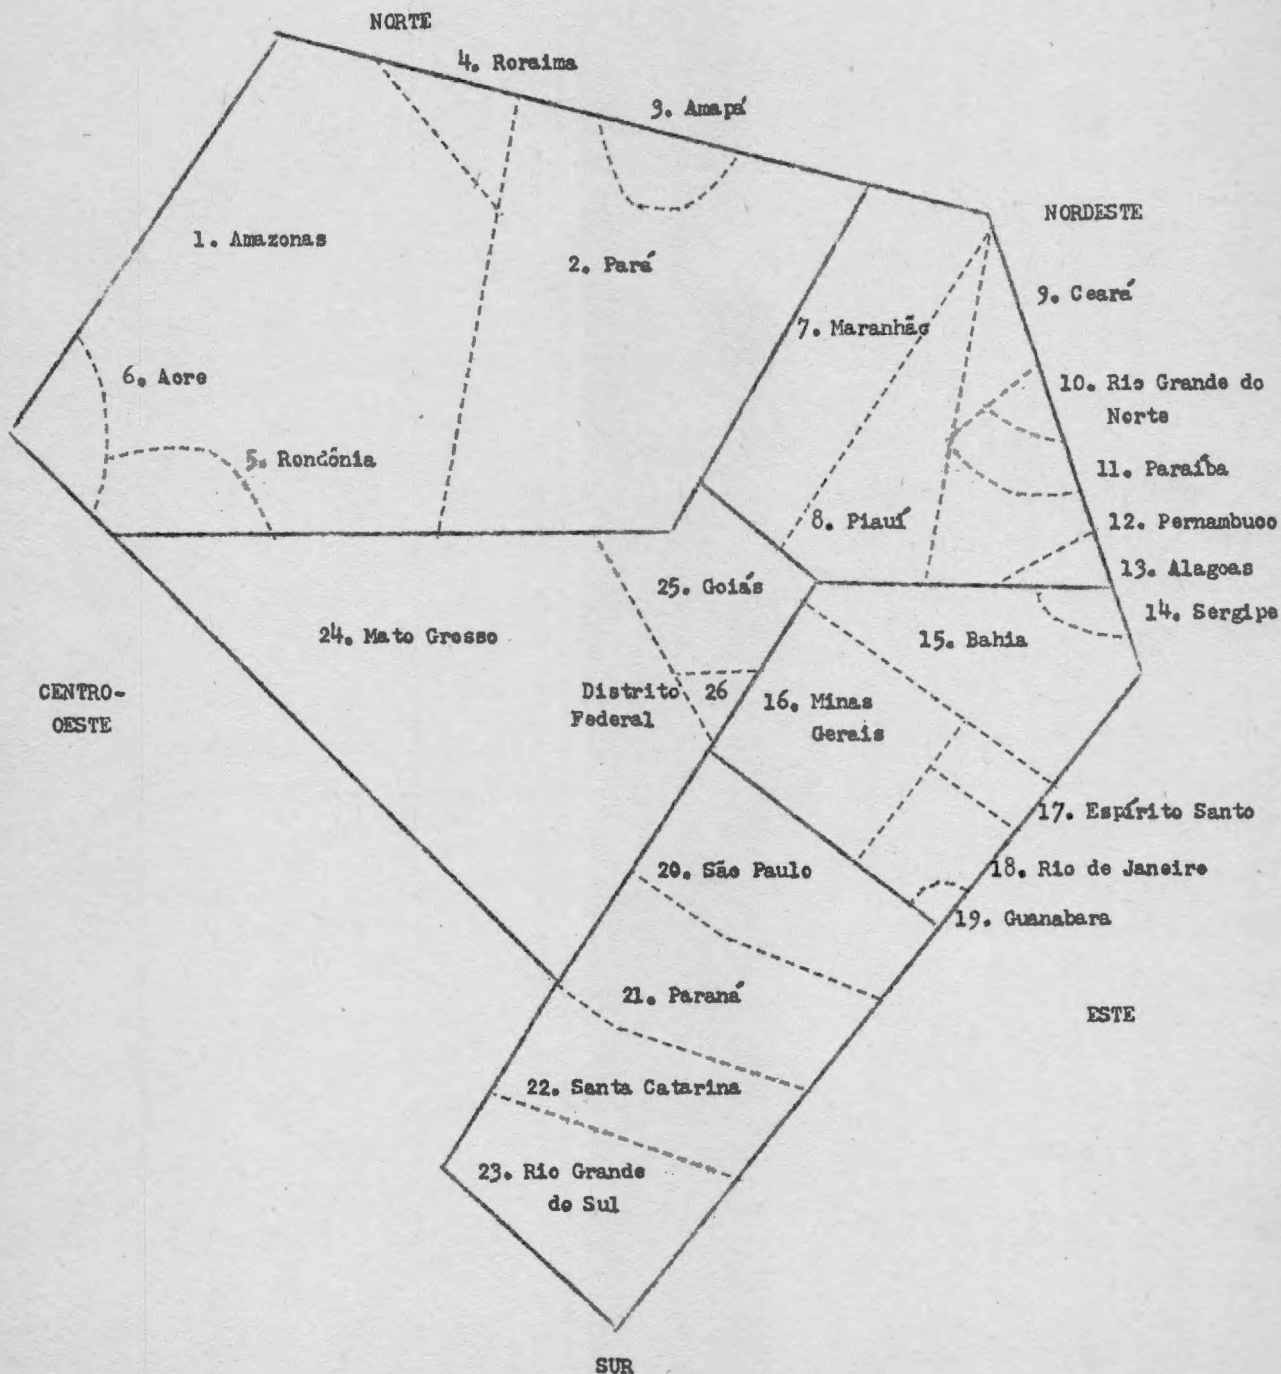 NORTE
4. Roraima
3. Amapá
NORDESTE
1. Amazonas
2. Pará
9. Ceará
7. Maranhão
6. Acre
10. Rio Grande do
Norte
5. Rondônia
11. Paraíba
8. Piauí
12. Pernambuco
13. Alagoas
25. Goiás
14. Sergipe
24. Mato Grosso
15. Bahia
CENTRO-
OESTE
Distrito
Federal
26
16. Minas
Gerais
17. Espírito Santo
20. São Paulo
18. Rio de Janeiro
19. Guanabara
21. Paraná
ESTE
22. Santa Catarina
23. Rio Grande
do Sul
SUR